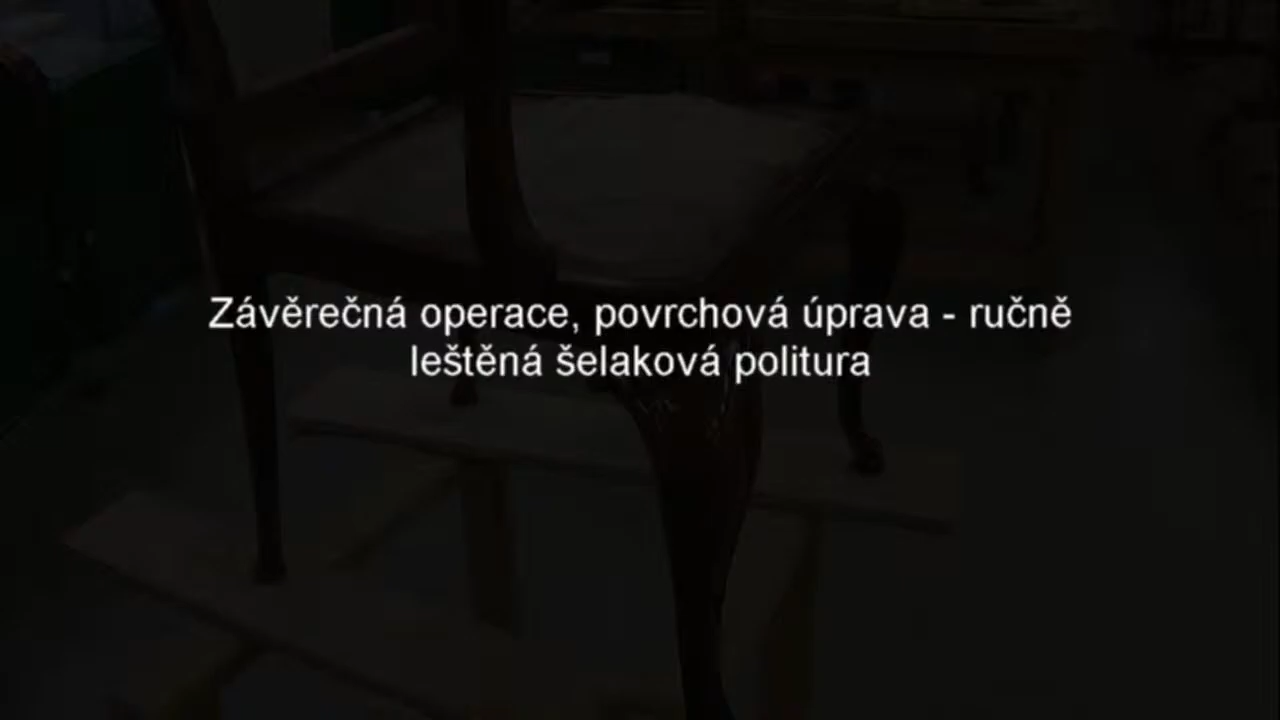 Závěrečná operace, povrchová úprava - ručně
leštěná šelaková politura